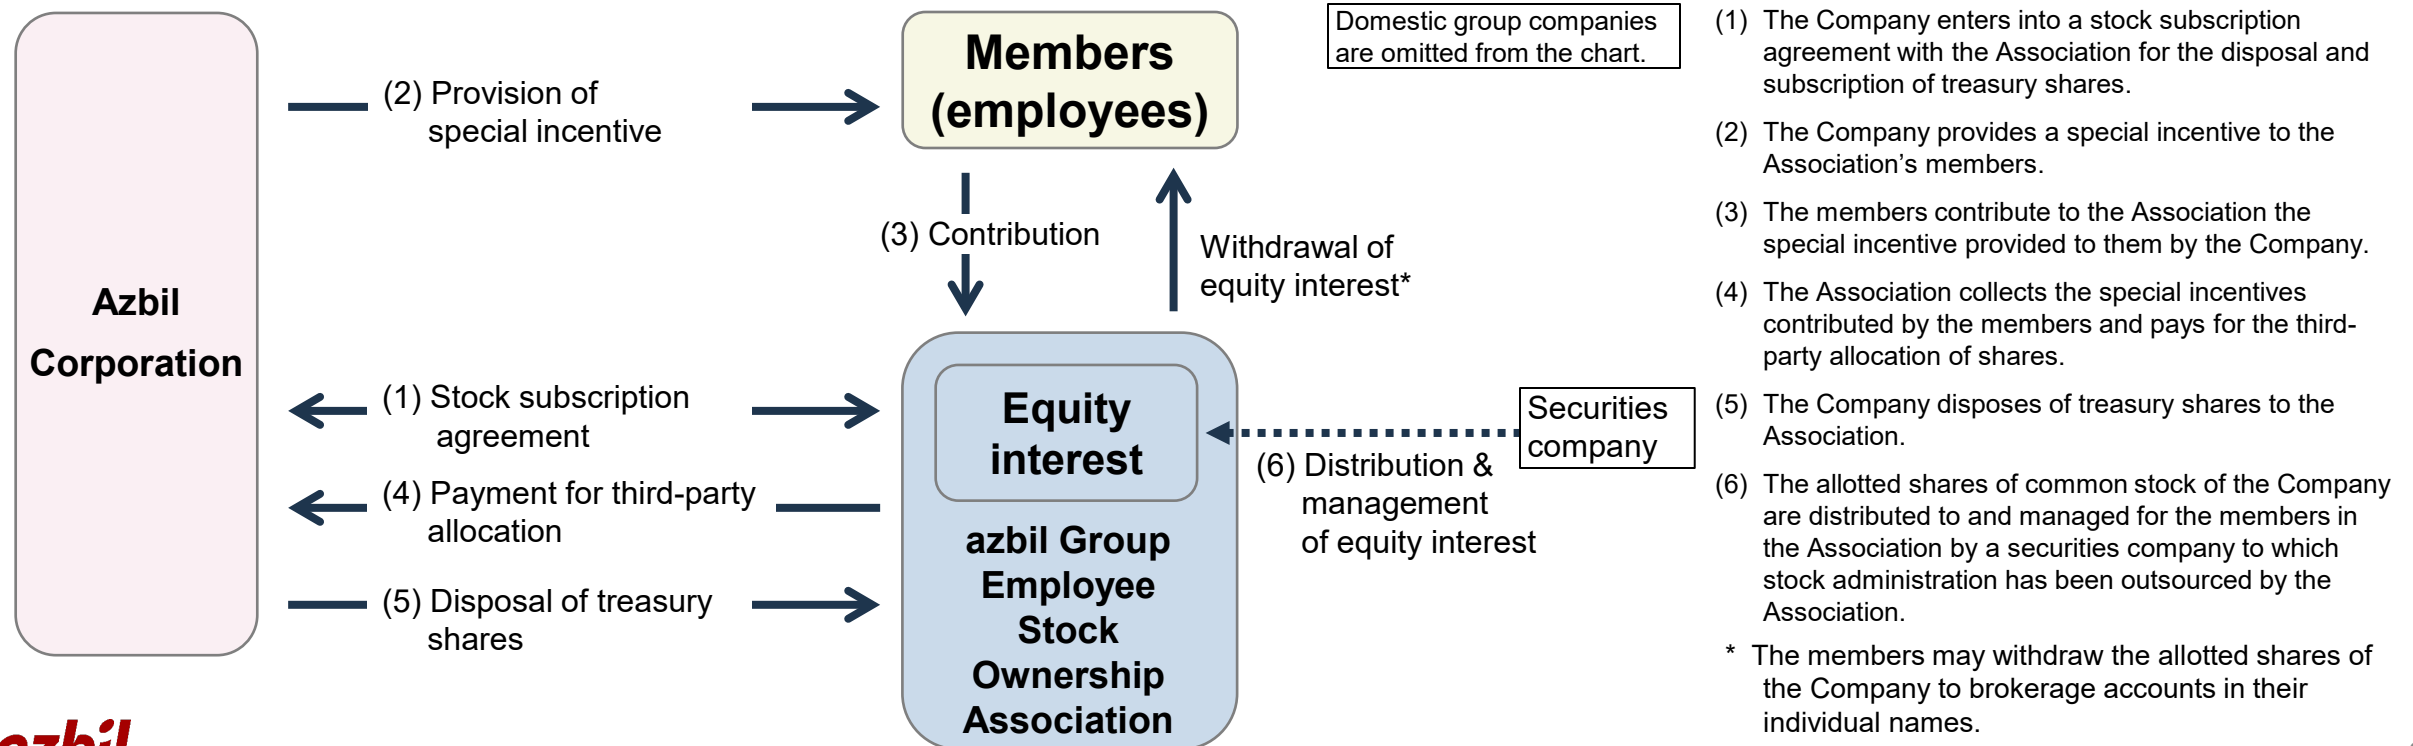 Azbil
Corporation
(2) Provision of
special incentive
Members
(employees)
Domestic group companies
are omitted from the chart.
(3) Contribution
Withdrawal of
equity interest*
(1) Stock subscription
agreement
(4) Payment for third-party
allocation
(5) Disposal of treasury
shares
Equity
interest
azbil Group
Employee
Stock
Ownership
Association
Securities
company
(6) Distribution &
management
of equity interest
(1) The Company enters into a stock subscription
agreement with the Association for the disposal and
subscription of treasury shares.
(2) The Company provides a special incentive to the
Association’s members.
(3) The members contribute to the Association the
special incentive provided to them by the Company.
(4) The Association collects the special incentives
contributed by the members and pays for the third-
party allocation of shares.
(5) The Company disposes of treasury shares to the
Association.
(6) The allotted shares of common stock of the Company
are distributed to and managed for the members in
the Association by a securities company to which
stock administration has been outsourced by the
Association.
* The members may withdraw the allotted shares of
the Company to brokerage accounts in their
individual names.
azbil